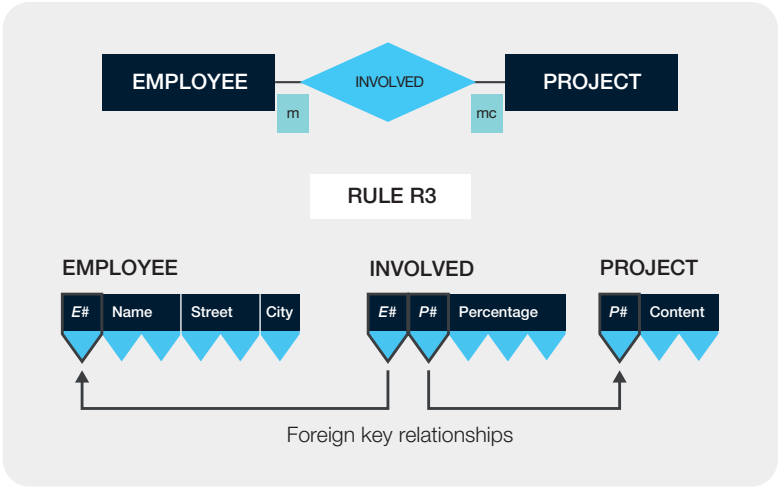 EMPLOYEE INVOLVED PROJECT
m mc
RULE R3
EMPLOYEE INVOLVED PROJECT
E# Name Street City E# P# Percentage P# Content
Foreign key relationships